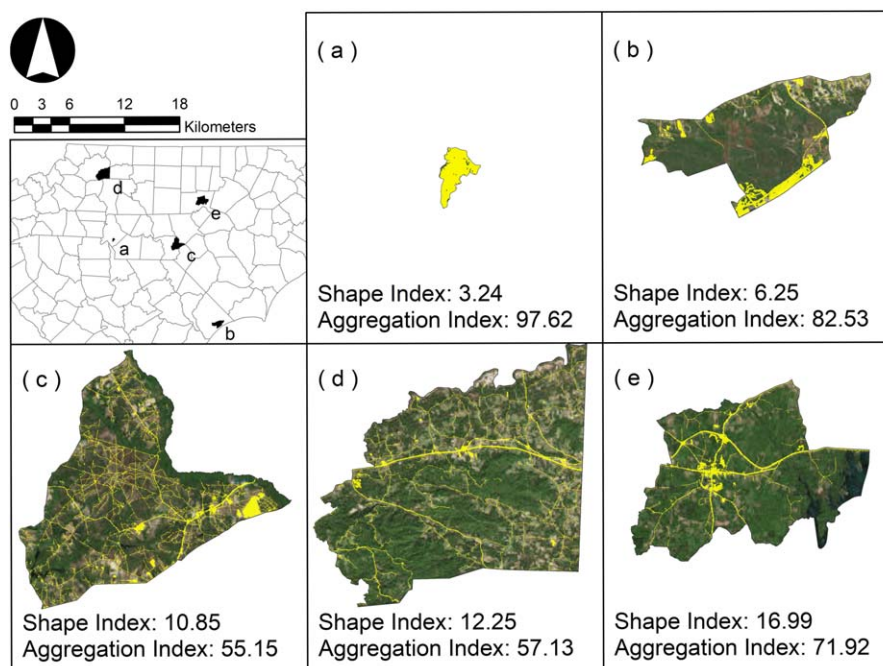 0 3 6 12 18
Kilometers
d
e
a
c
b
( a )
Shape Index: 3.24
Aggregation Index: 97.62
( b )
Shape Index: 6.25
Aggregation Index: 82.53
( c )
Shape Index: 10.85
Aggregation Index: 55.15
( d )
Shape Index: 12.25
Aggregation Index: 57.13
( e )
Shape Index: 16.99
Aggregation Index: 71.92